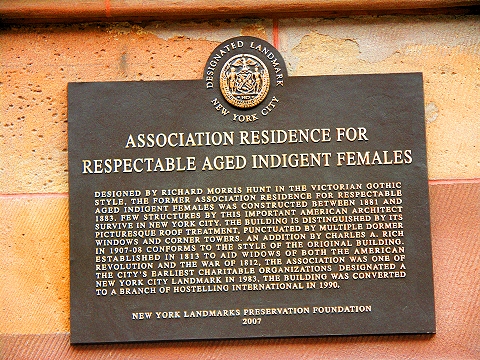 DESIGNATED LANDMARK
NEW YORK CITY
ASSOCIATION RESIDENCE FOR
RESPECTABLE AGED INDIGENT FEMALES
DESIGNED BY RICHARD MORRIS HUNT IN THE VICTORIAN GOTHIC
STYLE, THE FORMER ASSOCIATION RESIDENCE FOR RESPECTABLE
AGED INDIGENT FEMALES WAS CONSTRUCTED BETWEEN 1881 AND
1883. FEW STRUCTURES BY THIS IMPORTANT AMERICAN ARCHITECT
SURVIVE IN NEW YORK CITY. THE BUILDING IS DISTINGUISHED BY ITS
PICTURESQUE ROOF TREATMENT, PUNCTUATED BY MULTIPLE DORMER
WINDOWS AND CORNER TOWERS. AN ADDITION BY CHARLES A. RICH
IN 1907-08 CONFORMS TO THE STYLE OF THE ORIGINAL BUILDING.
ESTABLISHED IN 1813 TO AID WIDOWS OF BOTH THE AMERICAN
REVOLUTION AND THE WAR OF 1812, THE ASSOCIATION WAS ONE OF
THE CITY'S EARLIEST CHARITABLE ORGANIZATIONS. DESIGNATED A
NEW YORK CITY LANDMARK IN 1983, THE BUILDING WAS CONVERTED
TO A BRANCH OF HOSTELLING INTERNATIONAL IN 1990.
NEW YORK LANDMARKS PRESERVATION FOUNDATION
2007